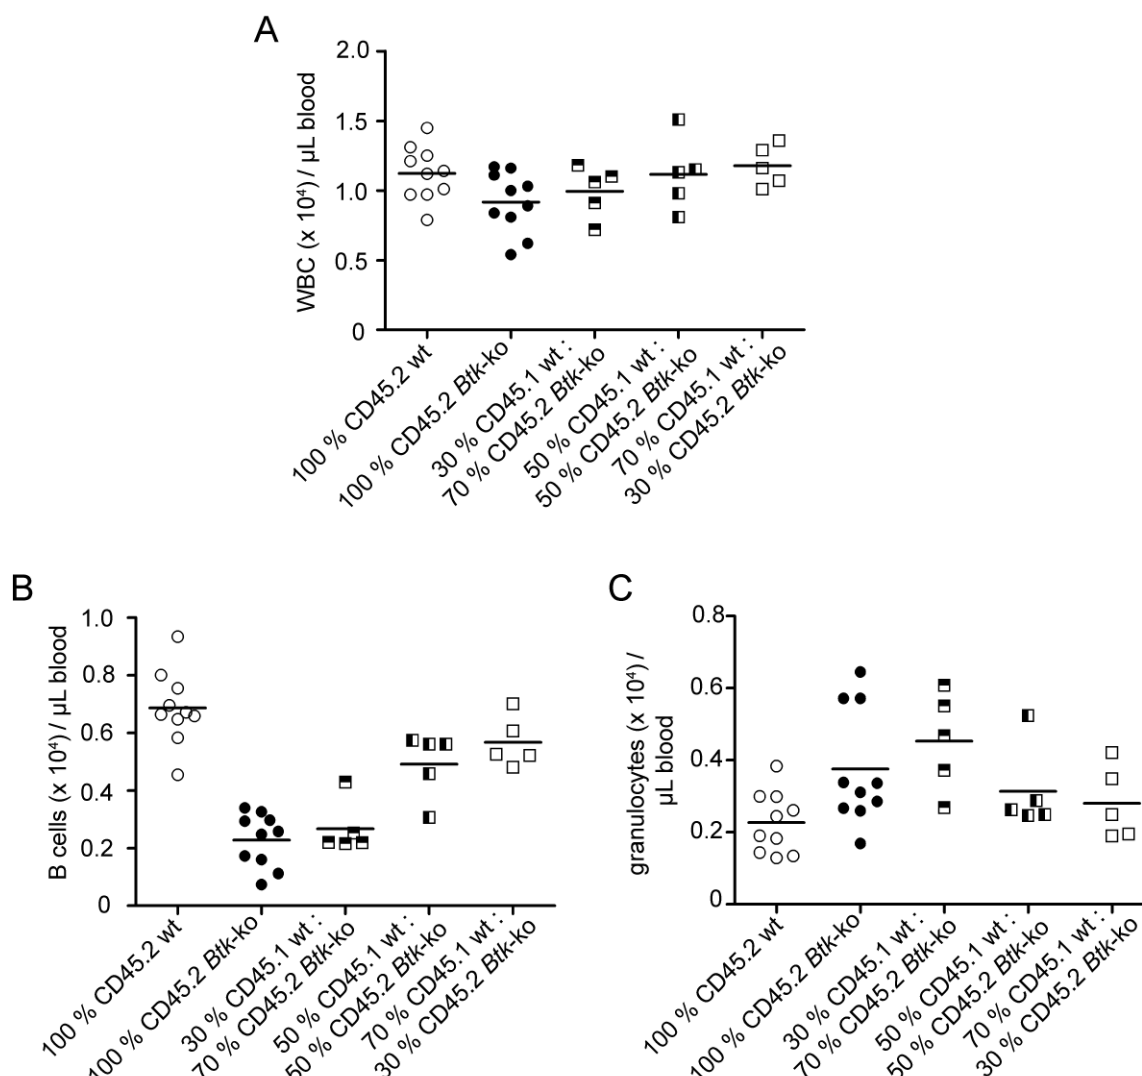 A
WBC (x 10⁴) / µL blood
2.0
1.5
1.0
0.5
0
100 % CD45.2 wt
100 % CD45.2 Btk-ko
30 % CD45.1 wt :
70 % CD45.2 Btk-ko
50 % CD45.1 wt :
50 % CD45.2 Btk-ko
70 % CD45.1 wt :
30 % CD45.2 Btk-ko
B
B cells (x 10⁴) / µL blood
1.0
0.8
0.6
0.4
0.2
0
100 % CD45.2 wt
100 % CD45.2 Btk-ko
30 % CD45.1 wt :
70 % CD45.2 Btk-ko
50 % CD45.1 wt :
50 % CD45.2 Btk-ko
70 % CD45.1 wt :
30 % CD45.2 Btk-ko
C
granulocytes (x 10⁴) /
µL blood
0.8
0.6
0.4
0.2
0
100 % CD45.2 wt
100 % CD45.2 Btk-ko
30 % CD45.1 wt :
70 % CD45.2 Btk-ko
50 % CD45.1 wt :
50 % CD45.2 Btk-ko
70 % CD45.1 wt :
30 % CD45.2 Btk-ko